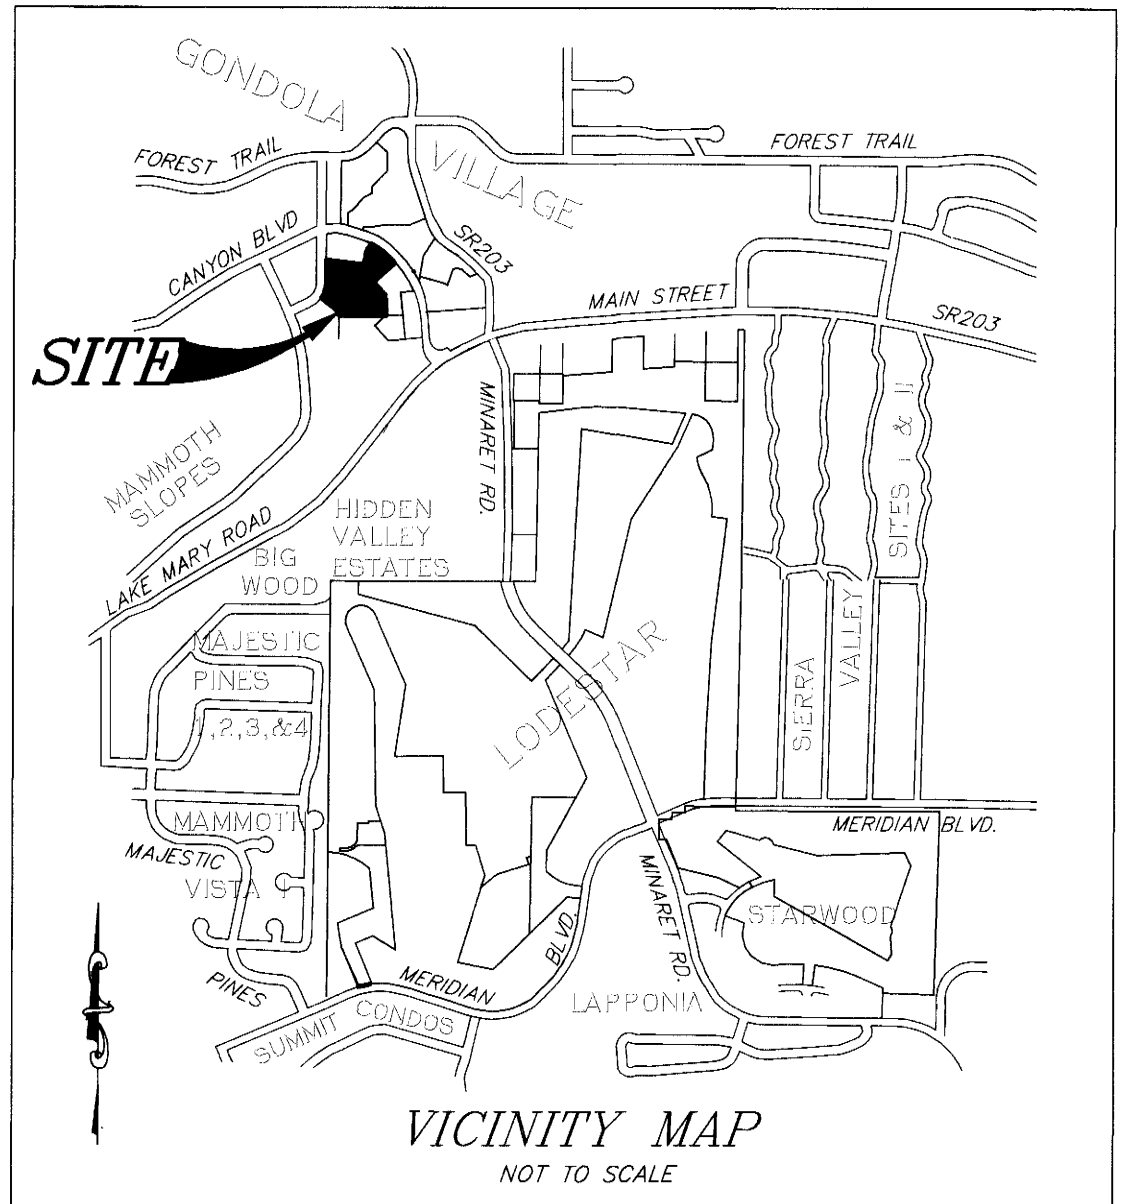 GONDOLA
VILLAGE
FOREST TRAIL
FOREST TRAIL
CANYON BLVD
SR203
MAIN STREET
SR203
SITE
MINARET RD.
MAMMOTH
SLOPES
SITES I & II
HIDDEN
VALLEY
ESTATES
LAKE MARY ROAD
BIG
WOOD
MAJESTIC
PINES
1,2,3,&4
LODESTAR
SIERRA
VALLEY
MAMMOTH
VISTA I
MAJESTIC
PINES
MERIDIAN BLVD.
MINARET RD.
STARWOOD
MERIDIAN
BLVD.
LAPPONIA
SUMMIT CONDOS
VICINITY MAP
NOT TO SCALE